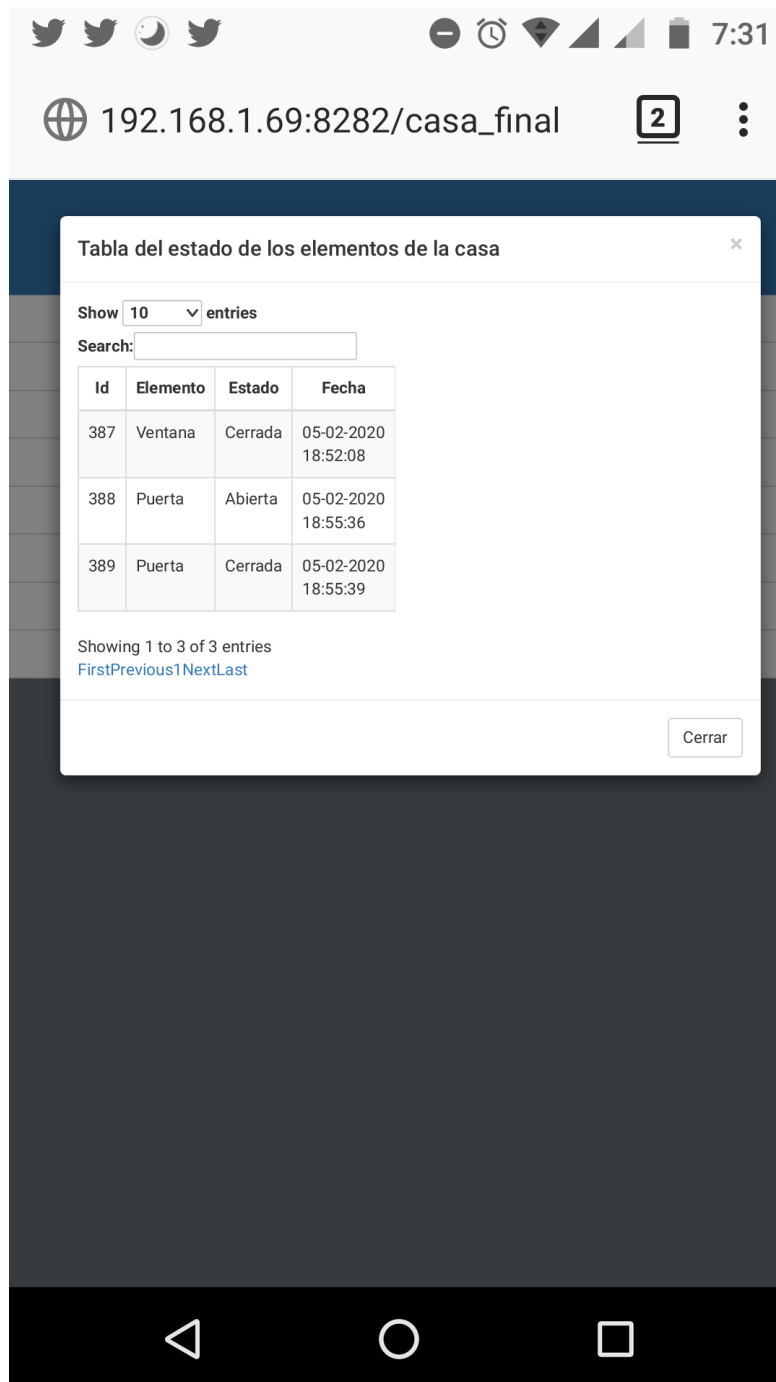 7:31
192.168.1.69:8282/casa_final
2
Tabla del estado de los elementos de la casa
×
Show 10 entries
Search:
Id Elemento Estado Fecha
387 Ventana Cerrada 05-02-2020
18:52:08
388 Puerta Abierta 05-02-2020
18:55:36
389 Puerta Cerrada 05-02-2020
18:55:39
Showing 1 to 3 of 3 entries
FirstPrevious1NextLast
Cerrar